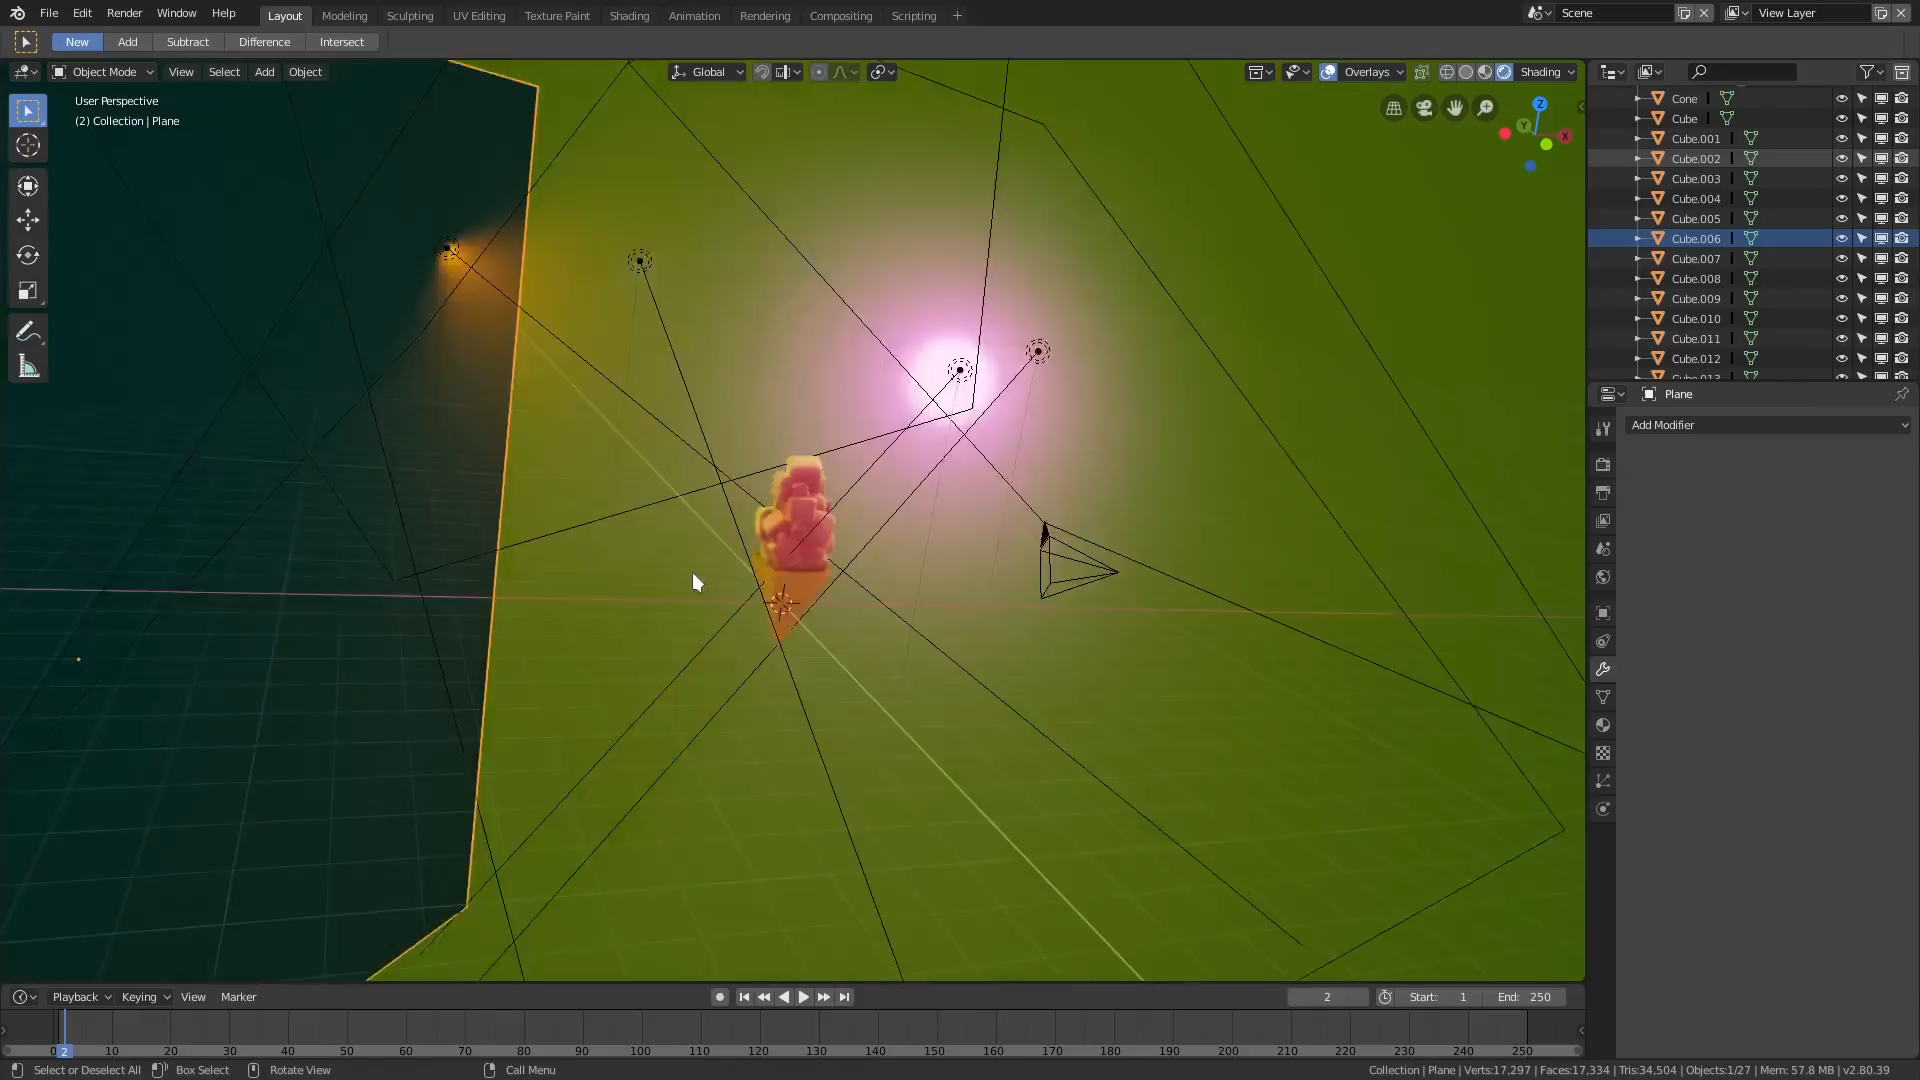 File Edit Render Window Help Layout Modeling Sculpting UV Editing Texture Paint Shading Animation Rendering Compositing Scripting + Scene View Layer
New Add Subtract Difference Intersect
Object Mode View Select Add Object Global Overlays Shading
User Perspective
(2) Collection | Plane
Z
Y
X
Cone
Cube
Cube.001
Cube.002
Cube.003
Cube.004
Cube.005
Cube.006
Cube.007
Cube.008
Cube.009
Cube.010
Cube.011
Cube.012
Cube.013
Plane
Add Modifier
Playback Keying View Marker 2 Start: 1 End: 250
0 2 10 20 30 40 50 60 70 80 90 100 110 120 130 140 150 160 170 180 190 200 210 220 230 240 250
Select or Deselect All Box Select Rotate View Call Menu Collection | Plane | Verts:17,297 | Faces:17,334 | Tris:34,504 | Objects:1/27 | Mem: 57.8 MB | v2.80.39